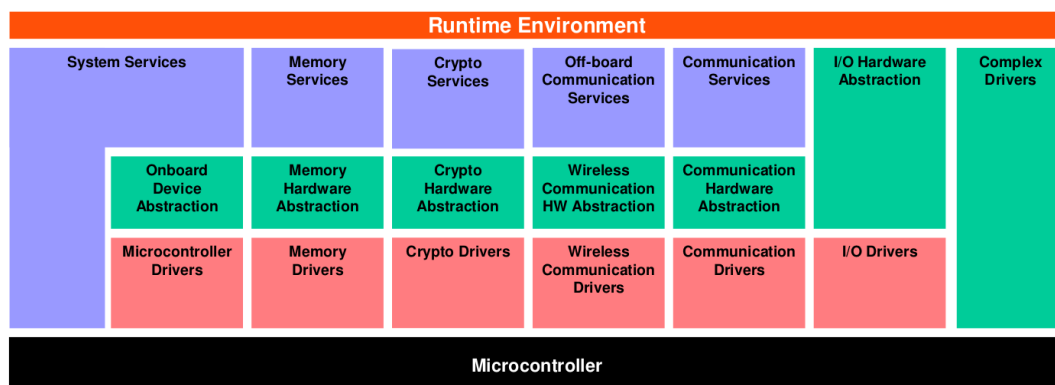 Runtime Environment
System Services
Memory
Services
Crypto
Services
Off-board
Communication
Services
Communication
Services
I/O Hardware
Abstraction
Complex
Drivers
Onboard
Device
Abstraction
Memory
Hardware
Abstraction
Crypto
Hardware
Abstraction
Wireless
Communication
HW Abstraction
Communication
Hardware
Abstraction
Microcontroller
Drivers
Memory
Drivers
Crypto Drivers
Wireless
Communication
Drivers
Communication
Drivers
I/O Drivers
Microcontroller